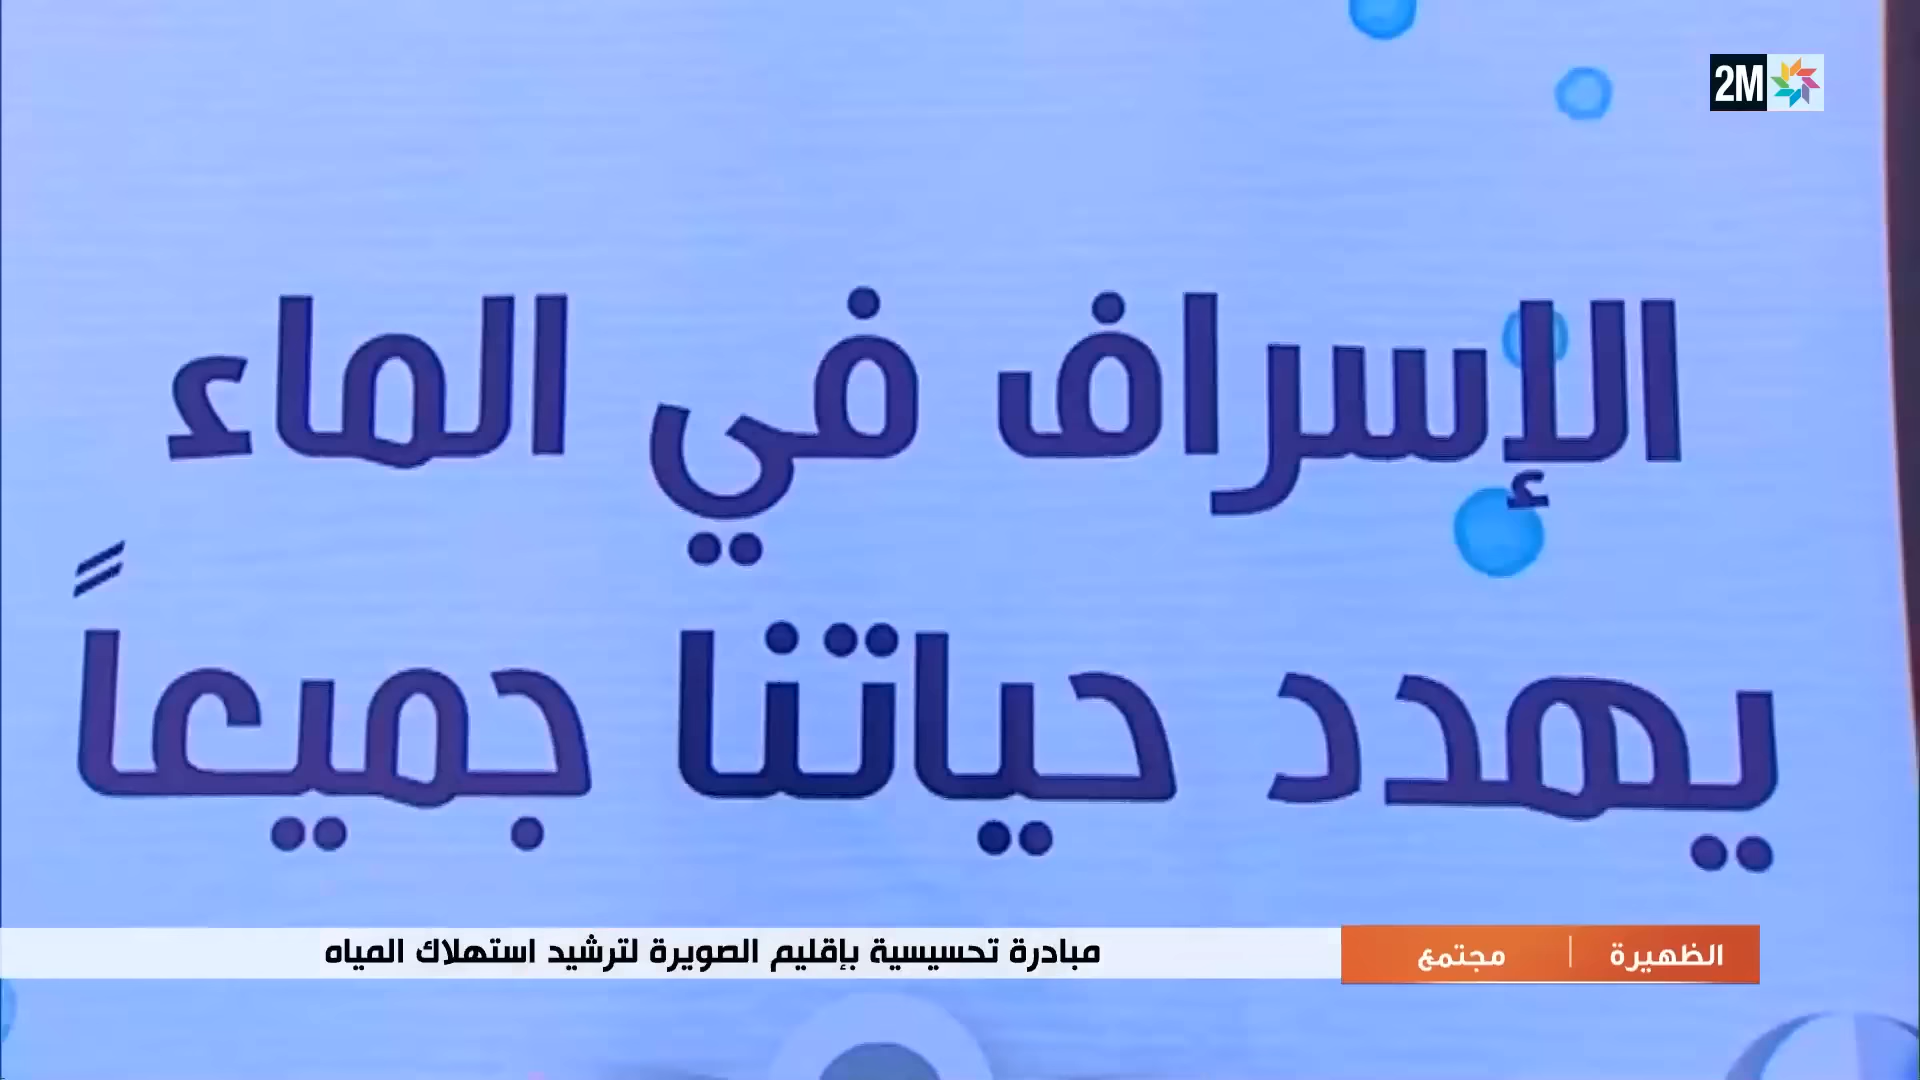 2M
الإسراف في الماء
يهدد حياتنا جميعاً
الظهيرة | مجتمع
مبادرة تحسيسية بإقليم الصويرة لترشيد استهلاك المياه